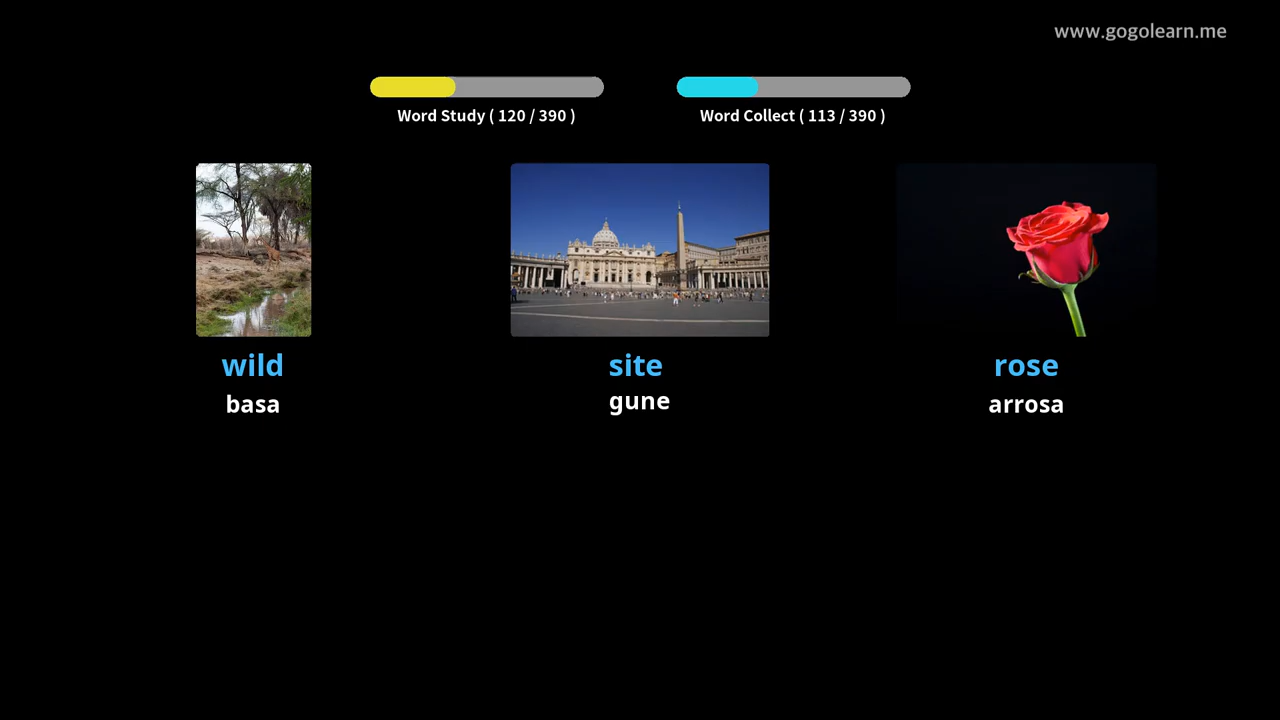 www.gogolearn.me
Word Study ( 120 / 390 )
Word Collect ( 113 / 390 )
wild
site
rose
basa
gune
arrosa